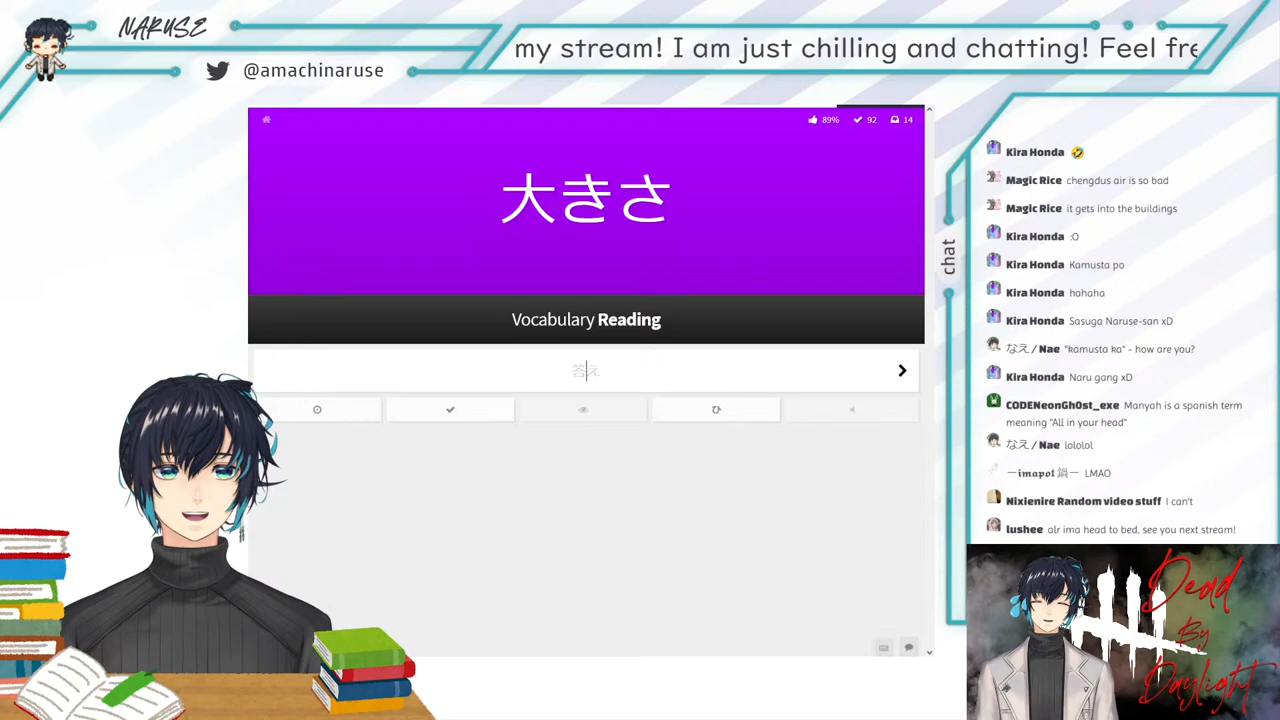 NARUSE
@amachinaruse
my stream! I am just chilling and chatting! Feel fre
89% 92 14
大きさ
Vocabulary Reading
答え
ひ
chat
Kira Honda 🤣
Magic Rice chengdus air is so bad
Magic Rice it gets into the buildings
Kira Honda :O
Kira Honda Kamusta po
Kira Honda hahaha
Kira Honda Sasuga Naruse-san xD
なえ / Nae "kamusta ka" - how are you?
Kira Honda Naru gang xD
CODENeonGh0st_exe Manyah is a spanish term
meaning "All in your head"
なえ / Nae lololol
一𝖎𝖒𝖆𝖕𝖔𝖙 鍋一 LMAO
Nixienire Random video stuff I can't
lushee alr ima head to bed, see you next stream!
Dead
By
Daylight